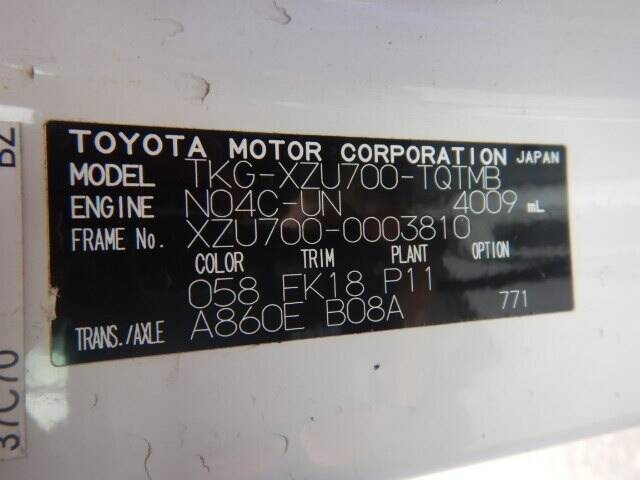 TOYOTA MOTOR CORPORATION JAPAN
MODEL TKG-XZU700-TQTMB
ENGINE N04C-UN 4009 mL
FRAME No. XZU700-0003810
COLOR TRIM PLANT OPTION
058 FK18 P11
TRANS./AXLE A860E B08A 771